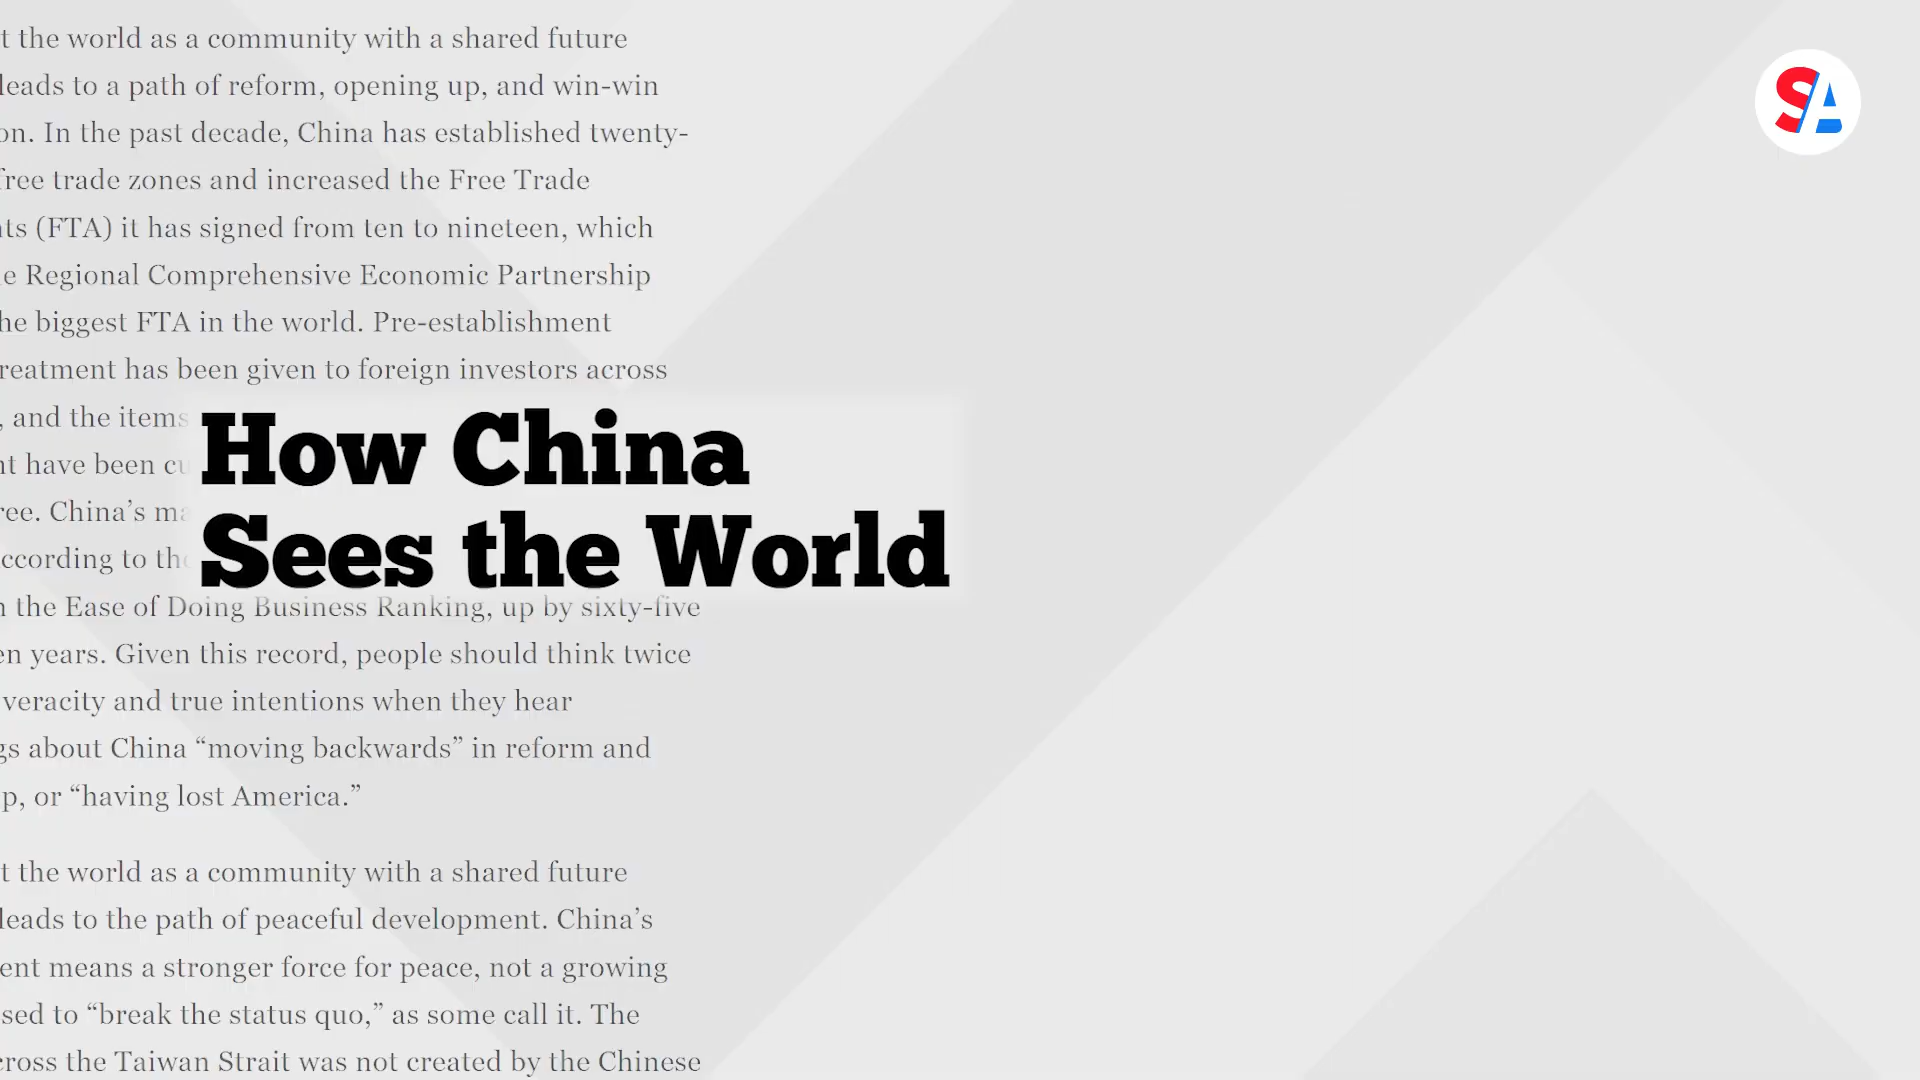 t the world as a community with a shared future
leads to a path of reform, opening up, and win-win
on. In the past decade, China has established twenty-
free trade zones and increased the Free Trade
nts (FTA) it has signed from ten to nineteen, which
e Regional Comprehensive Economic Partnership
he biggest FTA in the world. Pre-establishment
reatment has been given to foreign investors across
, and the items
nt have been cu
ree. China’s ma
ccording to the
How China
Sees the World
n the Ease of Doing Business Ranking, up by sixty-five
en years. Given this record, people should think twice
veracity and true intentions when they hear
gs about China “moving backwards” in reform and
p, or “having lost America.”
t the world as a community with a shared future
leads to the path of peaceful development. China’s
ent means a stronger force for peace, not a growing
sed to “break the status quo,” as some call it. The
cross the Taiwan Strait was not created by the Chinese
SA